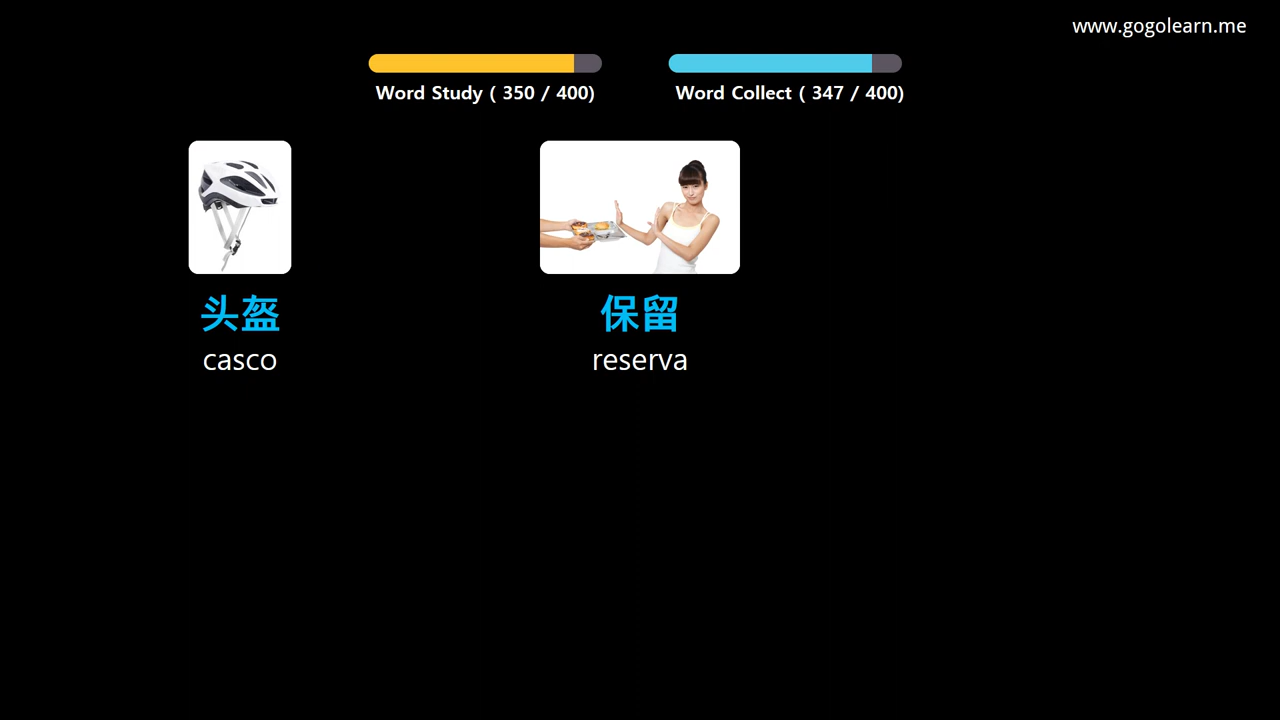 www.gogolearn.me
Word Study ( 350 / 400)
Word Collect ( 347 / 400)
头盔
casco
保留
reserva